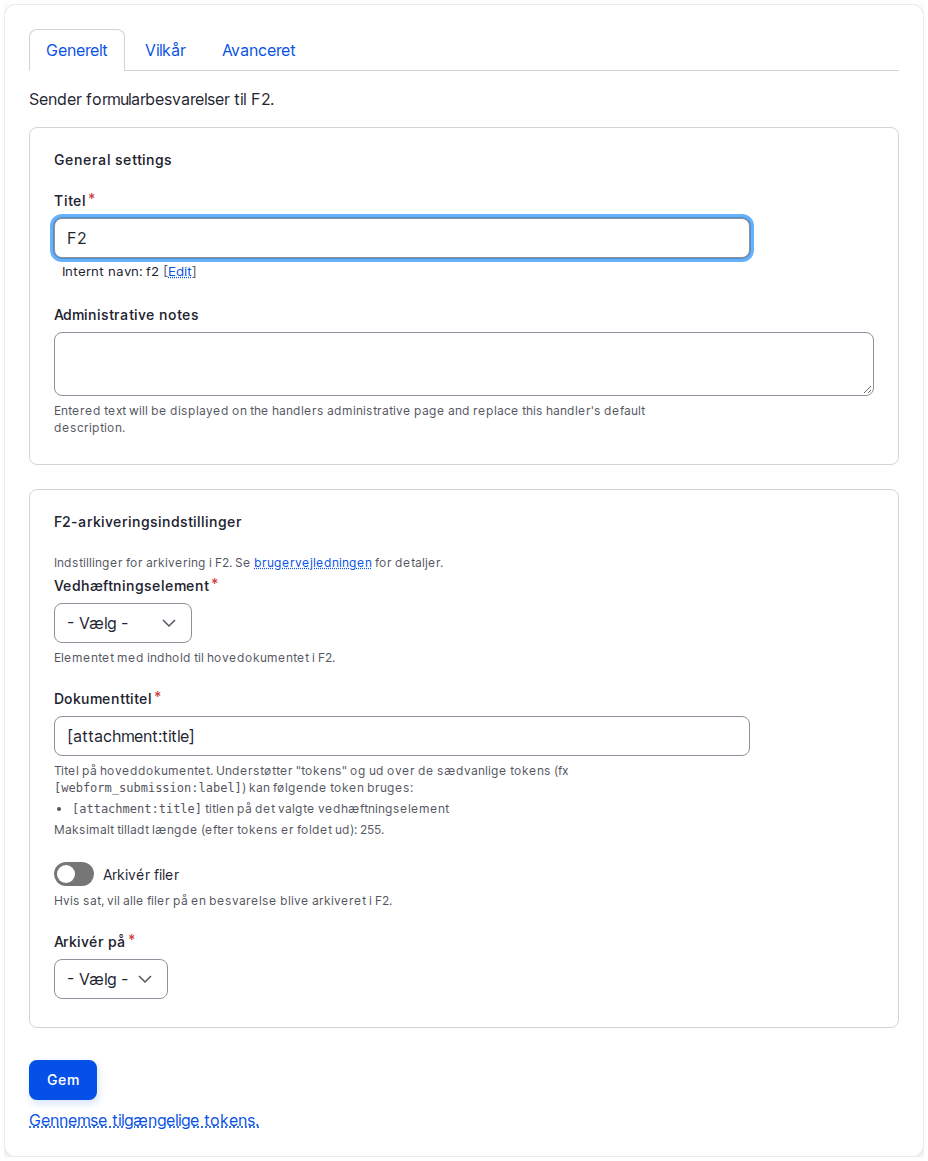 Generelt
Vilkår
Avanceret
Sender formularbesvarelser til F2.
General settings
Titel*
F2
Internt navn: f2 [Edit]
Administrative notes
Entered text will be displayed on the handlers administrative page and replace this handler's default
description.
F2-arkiveringsindstillinger
Indstillinger for arkivering i F2. Se brugervejledningen for detaljer.
Vedhæftningselement*
- Vælg -
Elementet med indhold til hovedokumentet i F2.
Dokumenttitel*
[attachment:title]
Titel på hoveddokumentet. Understøtter "tokens" og ud over de sædvanlige tokens (fx
[webform_submission:label]) kan følgende token bruges:
• [attachment:title] titlen på det valgte vedhæftningselement
Maksimalt tilladt længde (efter tokens er foldet ud): 255.
Arkivér filer
Hvis sat, vil alle filer på en besvarelse blive arkiveret i F2.
Arkivér på*
- Vælg -
Gem
Gennemse tilgængelige tokens.